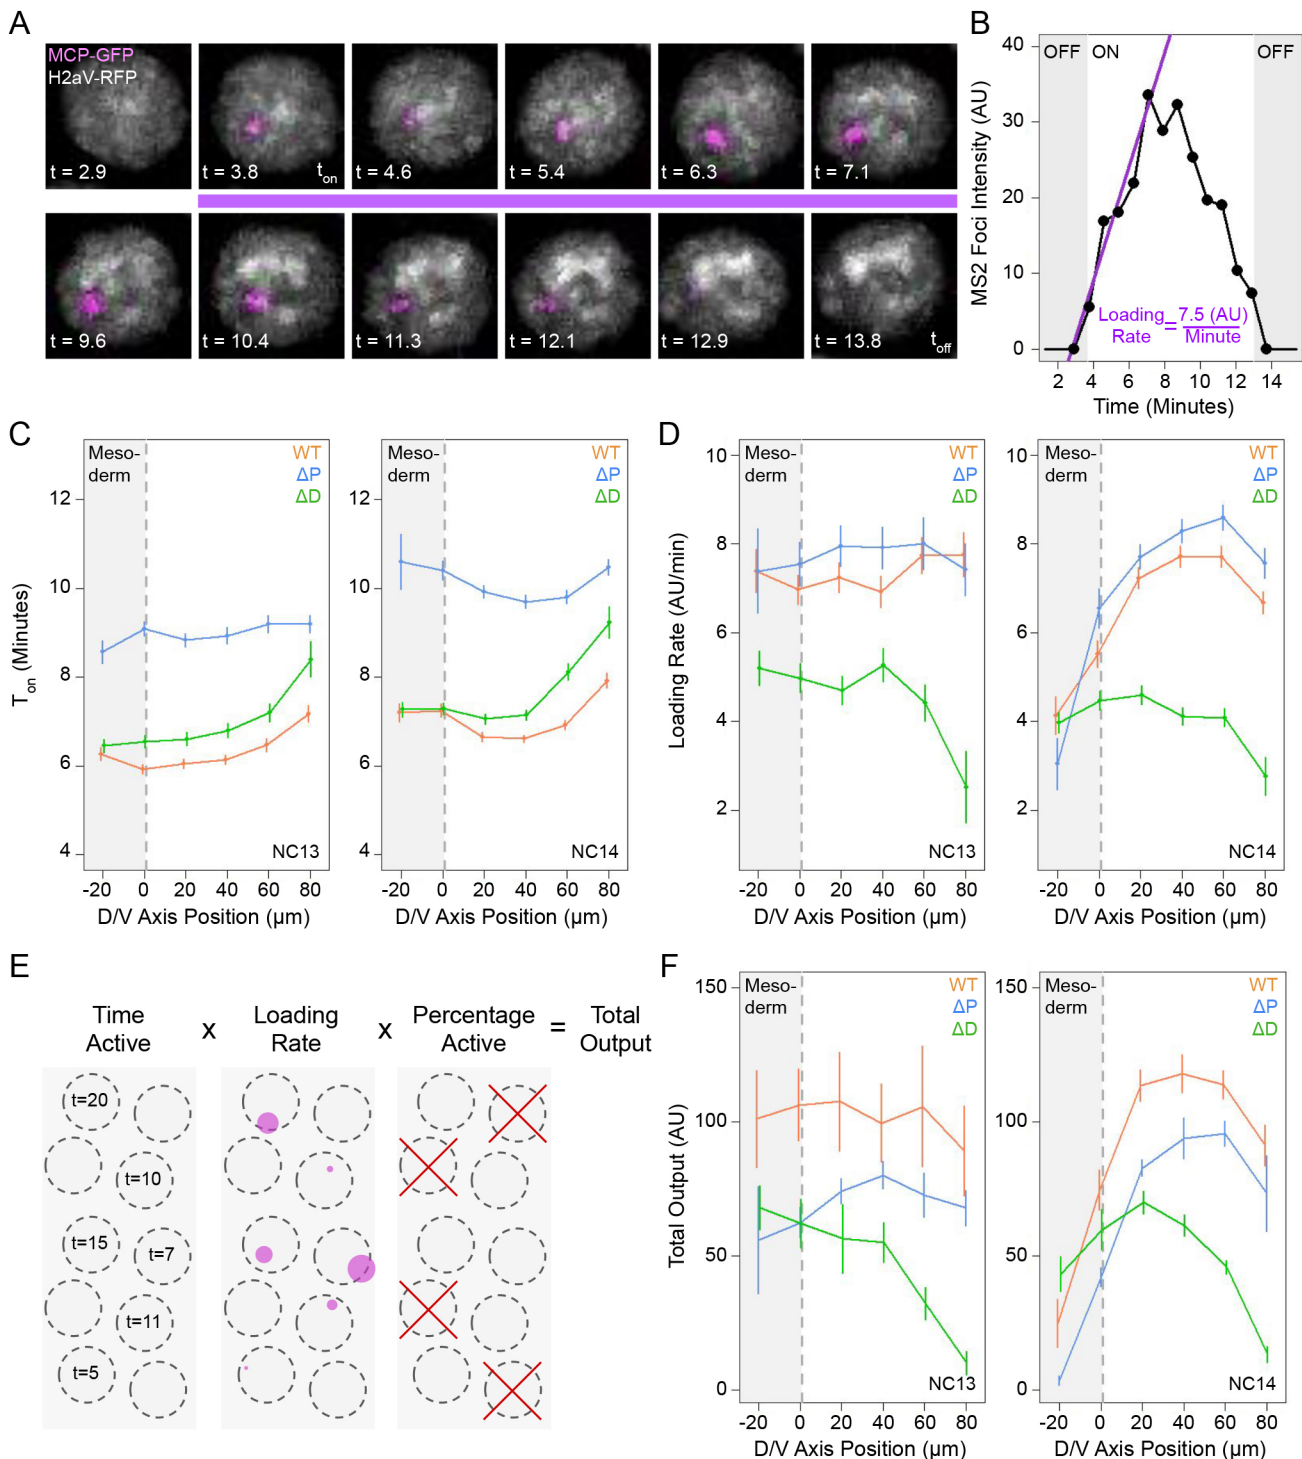 A
MCP-GFP
H2aV-RFP
t = 2.9
t = 3.8
ton
t = 4.6
t = 5.4
t = 6.3
t = 7.1
t = 9.6
t = 10.4
t = 11.3
t = 12.1
t = 12.9
t = 13.8
toff
B
OFF
ON
OFF
MS2 Foci Intensity (AU)
40
30
20
10
0
Loading Rate = 7.5 (AU) Minute
2 4 6 8 10 12 14
Time (Minutes)
C
Ton (Minutes)
12
10
8
6
4
Meso-
derm
WT
ΔP
ΔD
NC13
-20 0 20 40 60 80
D/V Axis Position (µm)
12
10
8
6
4
Meso-
derm
WT
ΔP
ΔD
NC14
-20 0 20 40 60 80
D/V Axis Position (µm)
D
Loading Rate (AU/min)
10
8
6
4
2
Meso-
derm
WT
ΔP
ΔD
NC13
-20 0 20 40 60 80
D/V Axis Position (µm)
10
8
6
4
2
Meso-
derm
WT
ΔP
ΔD
NC14
-20 0 20 40 60 80
D/V Axis Position (µm)
E
Time Active
x
Loading Rate
x
Percentage Active
=
Total Output
t=20
t=10
t=15
t=7
t=11
t=5
F
Total Output (AU)
150
100
50
0
Meso-
derm
WT
ΔP
ΔD
NC13
-20 0 20 40 60 80
D/V Axis Position (µm)
150
100
50
0
Meso-
derm
WT
ΔP
ΔD
NC14
-20 0 20 40 60 80
D/V Axis Position (µm)